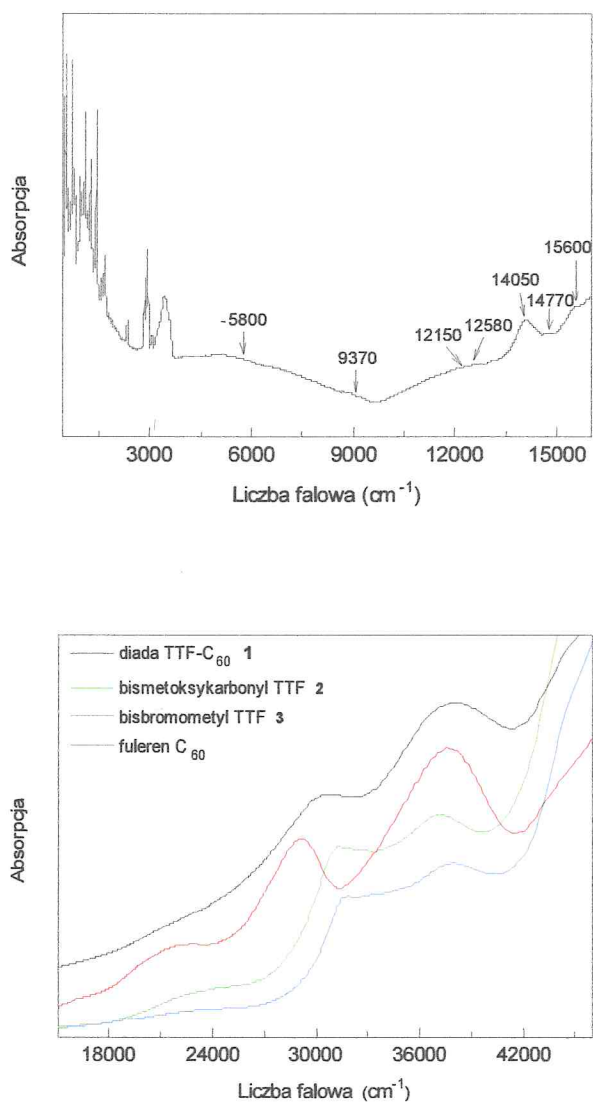 Absorpcja
15600
14050
14770
-5800
12150
12580
9370
3000 6000 9000 12000 15000
Liczba falowa (cm⁻¹)
diada TTF-C₆₀ 1
bismetoksykarbonyl TTF 2
bisbromometyl TTF 3
fuleren C₆₀
Absorpcja
18000 24000 30000 36000 42000
Liczba falowa (cm⁻¹)